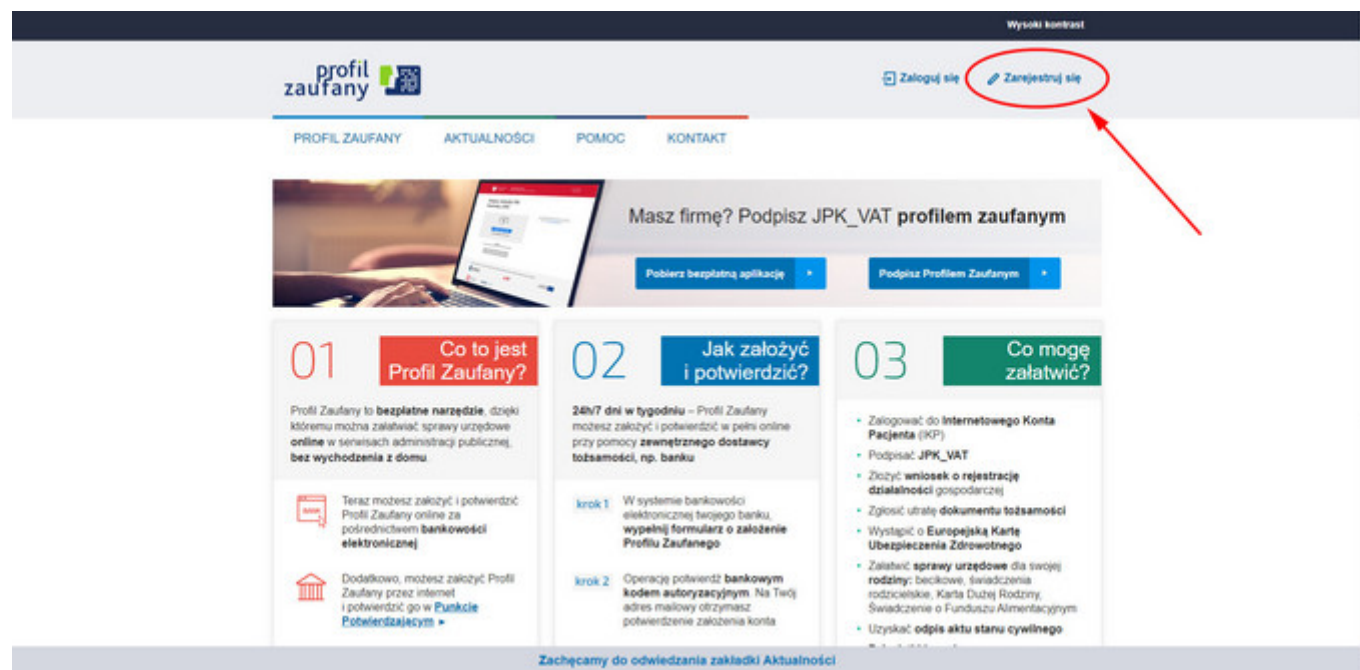 Wysoki kontrast
profil
zaufany
Zaloguj się
Zarejestruj się
PROFIL ZAUFANY
AKTUALNOŚCI
POMOC
KONTAKT
Masz firmę? Podpisz JPK_VAT profilem zaufanym
Pobierz bezpłatną aplikację
Podpisz Profilem Zaufanym
01
Co to jest
Profil Zaufany?
Profil Zaufany to bezpłatne narzędzie, dzięki
któremu można załatwiać sprawy urzędowe
online w serwisach administracji publicznej,
bez wychodzenia z domu.
BANK
Teraz możesz założyć i potwierdzić
Profil Zaufany online za
pośrednictwem bankowości
elektronicznej
Dodatkowo, możesz założyć Profil
Zaufany przez internet
i potwierdzić go w Punkcie
Potwierdzającym
02
Jak założyć
i potwierdzić?
24h/7 dni w tygodniu – Profil Zaufany
możesz założyć i potwierdzić w pełni online
przy pomocy zewnętrznego dostawcy
tożsamości, np. banku
krok 1
W systemie bankowości
elektronicznej twojego banku,
wypełnij formularz o założenie
Profilu Zaufanego
krok 2
Operację potwierdź bankowym
kodem autoryzacyjnym. Na Twój
adres mailowy otrzymasz
potwierdzenie założenia konta
03
Co mogę
załatwić?
Zalogować do Internetowego Konta
Pacjenta (IKP)
Podpisać JPK_VAT
Złożyć wniosek o rejestrację
działalności gospodarczej
Zgłosić utratę dokumentu tożsamości
Wystąpić o Europejską Kartę
Ubezpieczenia Zdrowotnego
Załatwić sprawy urzędowe dla swojej
rodziny: becikowe, świadczenia
rodzicielskie, Karta Dużej Rodziny,
Świadczenie o Funduszu Alimentacyjnym
Uzyskać odpis aktu stanu cywilnego
Zachęcamy do odwiedzania zakładki Aktualności